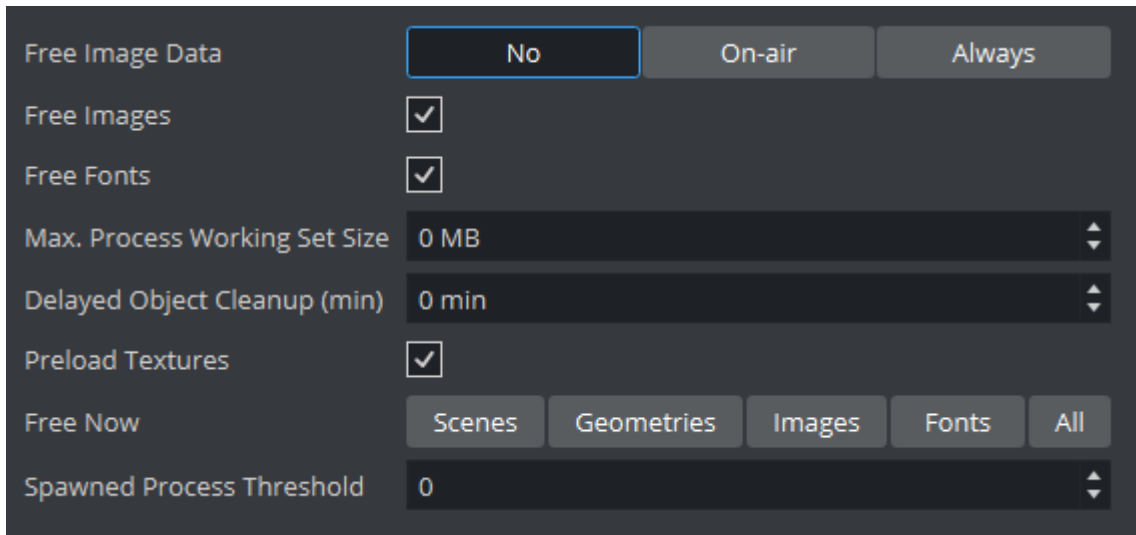 Free Image Data No On-air Always
Free Images
Free Fonts
Max. Process Working Set Size 0 MB
Delayed Object Cleanup (min) 0 min
Preload Textures
Free Now Scenes Geometries Images Fonts All
Spawned Process Threshold 0